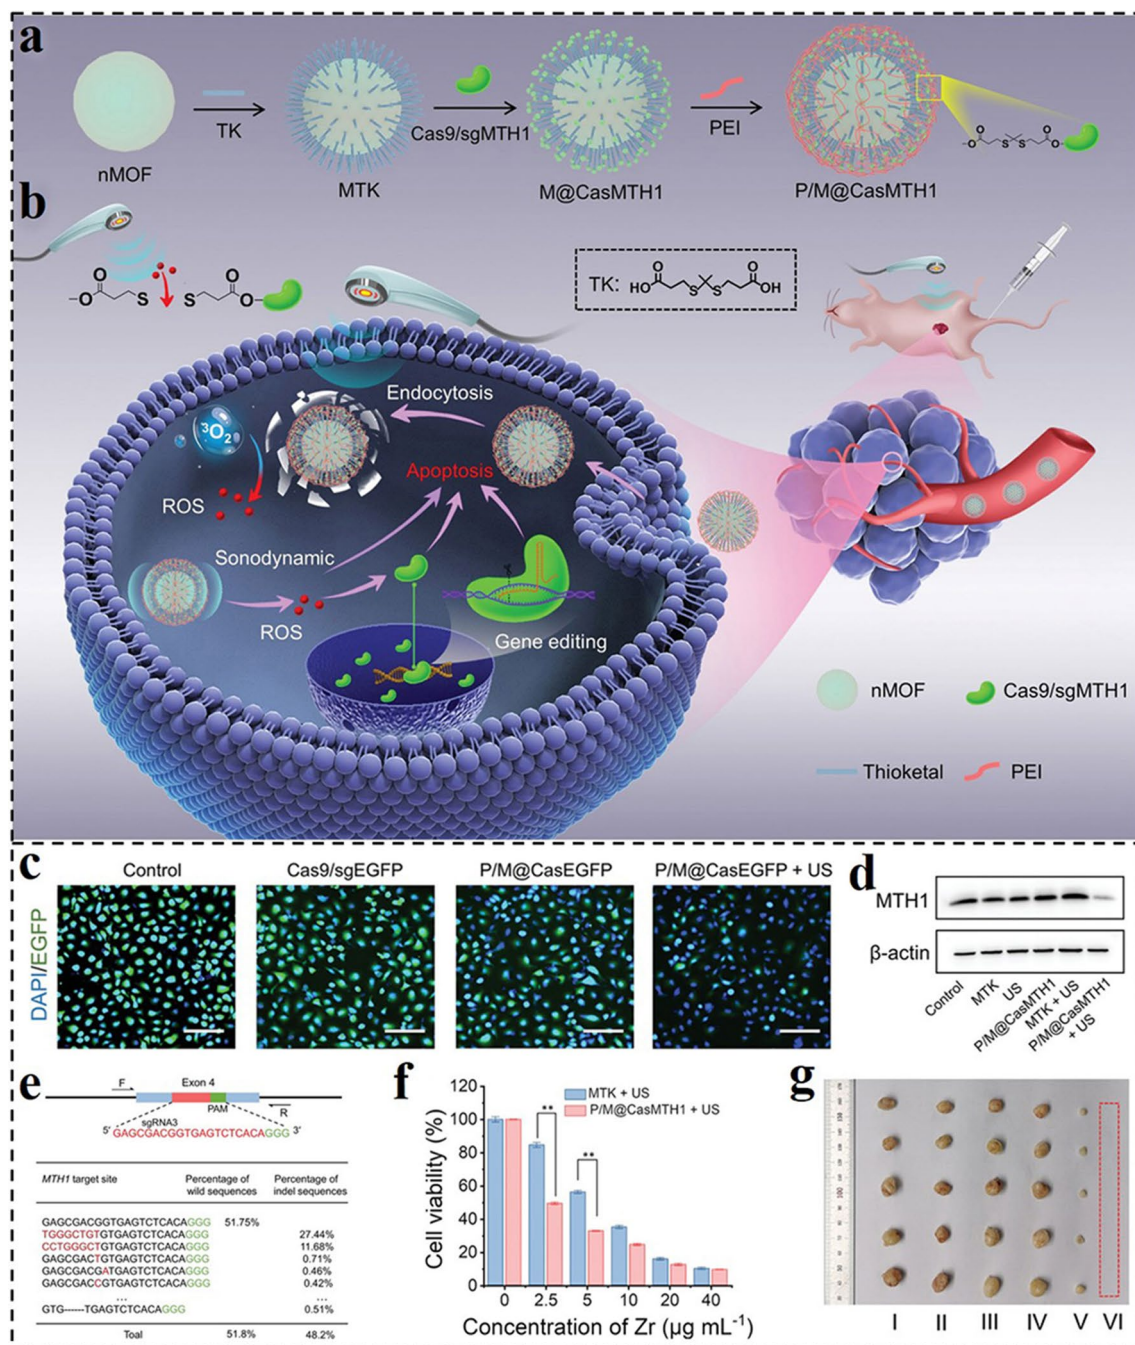 a
nMOF
TK
MTK
Cas9/sgMTH1
M@CasMTH1
PEI
P/M@CasMTH1
O
O
S
S
O
O
b
O
O
S
S
O
O
TK:
HO
O
S
S
O
OH
Endocytosis
³O₂
Apoptosis
ROS
Sonodynamic
ROS
Gene editing
nMOF
Cas9/sgMTH1
Thioketal
PEI
c
Control
Cas9/sgEGFP
P/M@CasEGFP
P/M@CasEGFP + US
DAPI/EGFP
d
MTH1
β-actin
Control
MTK
US
P/M@CasMTH1
MTK + US
P/M@CasMTH1
+ US
e
F
Exon 4
PAM
R
sgRNA3
5' GAGCGACGGTGAGTCTCACAGGG 3'
MTH1 target site
Percentage of
wild sequences
Percentage of
indel sequences
GAGCGACGGTGAGTCTCACAGGG 51.75%
TGGGCTGTGTGAGTCTCACAGGG 27.44%
CCTGGGCTGTGAGTCTCACAGGG 11.68%
GAGCGACTGTGAGTCTCACAGGG 0.71%
GAGCGACGATGAGTCTCACAGGG 0.46%
GAGCGACCGTGAGTCTCACAGGG 0.42%
... ...
GTG------TGAGTCTCACAGGG 0.51%
Toal 51.8% 48.2%
f
MTK + US
P/M@CasMTH1 + US
**
**
Cell viability (%)
120
100
80
60
40
20
0
0 2.5 5 10 20 40
Concentration of Zr (μg mL⁻¹)
g
I II III IV V VI